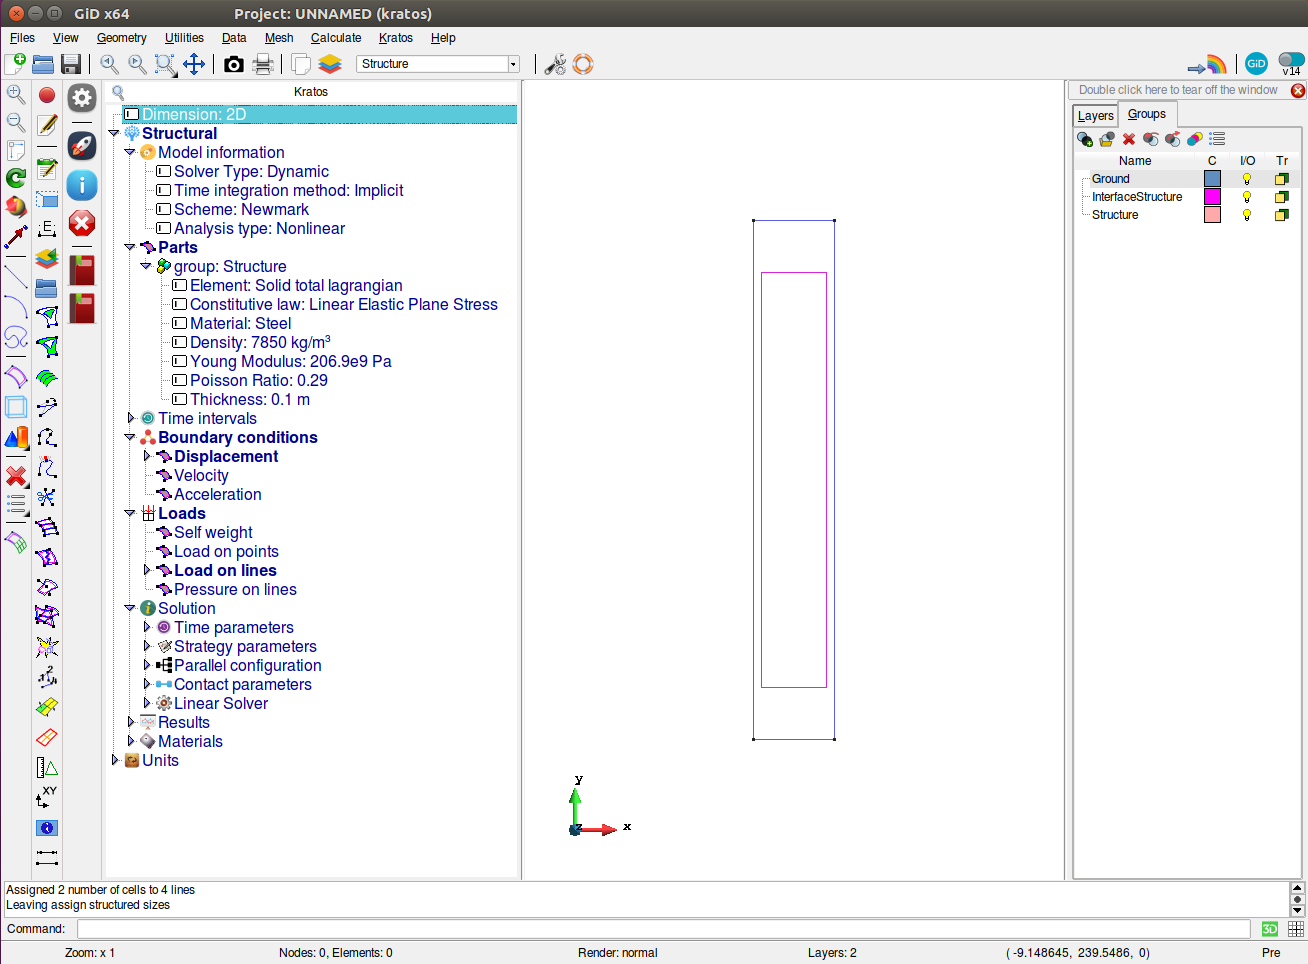 GiD x64 Project: UNNAMED (kratos)
Files View Geometry Utilities Data Mesh Calculate Kratos Help
Structure
GiD
v14
Kratos
Double click here to tear off the window
Dimension: 2D
Structural
Model information
Solver Type: Dynamic
Time integration method: Implicit
Scheme: Newmark
Analysis type: Nonlinear
Parts
group: Structure
Element: Solid total lagrangian
Constitutive law: Linear Elastic Plane Stress
Material: Steel
Density: 7850 kg/m³
Young Modulus: 206.9e9 Pa
Poisson Ratio: 0.29
Thickness: 0.1 m
Time intervals
Boundary conditions
Displacement
Velocity
Acceleration
Loads
Self weight
Load on points
Load on lines
Pressure on lines
Solution
Time parameters
Strategy parameters
Parallel configuration
Contact parameters
Linear Solver
Results
Materials
Units
Layers Groups
Name C I/O Tr
Ground
InterfaceStructure
Structure
y
z
x
.E.
XY
Assigned 2 number of cells to 4 lines
Leaving assign structured sizes
Command:
3D
Zoom: x 1 Nodes: 0, Elements: 0 Render: normal Layers: 2 ( -9.148645, 239.5486, 0) Pre